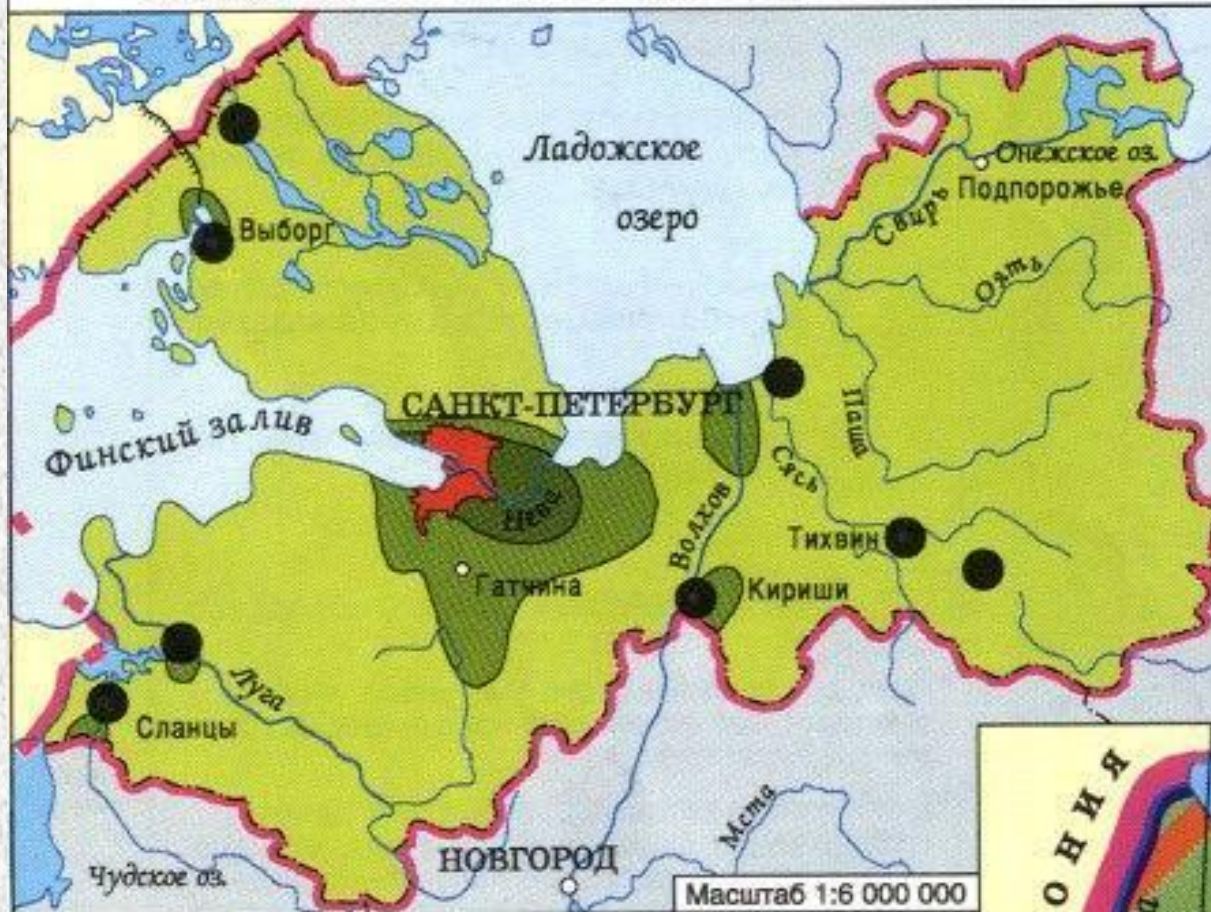 Ладожское
озеро
Онежское оз.
Подпорожье
Свирь
Оять
Выборг
САНКТ-ПЕТЕРБУРГ
Финский залив
Паша
Сясь
Нева
Волхов
Тихвин
Гатчина
Кириши
Луга
Сланцы
Мста
НОВГОРОД
Чудское оз.
Масштаб 1:6 000 000
ОНИЯ